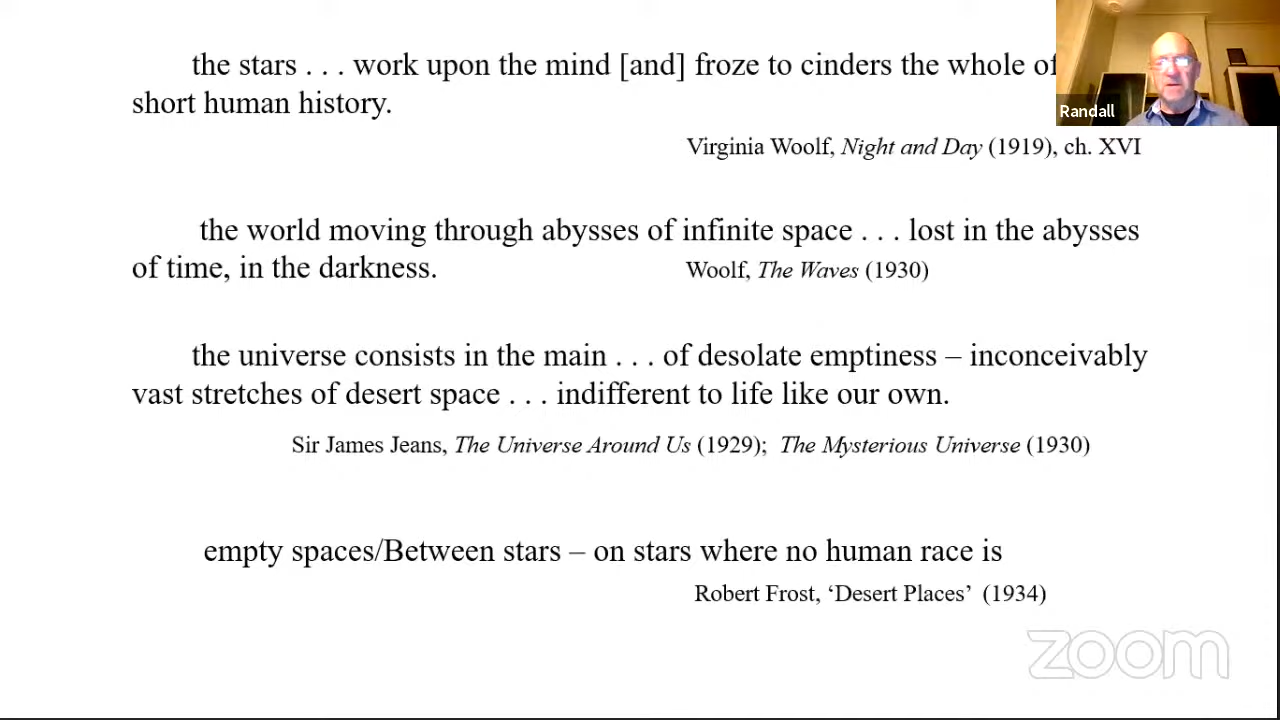 the stars . . . work upon the mind [and] froze to cinders the whole of
short human history.
Randall
Virginia Woolf, Night and Day (1919), ch. XVI
the world moving through abysses of infinite space . . . lost in the abysses
of time, in the darkness.
Woolf, The Waves (1930)
the universe consists in the main . . . of desolate emptiness – inconceivably
vast stretches of desert space . . . indifferent to life like our own.
Sir James Jeans, The Universe Around Us (1929); The Mysterious Universe (1930)
empty spaces/Between stars – on stars where no human race is
Robert Frost, ‘Desert Places’ (1934)
zoom